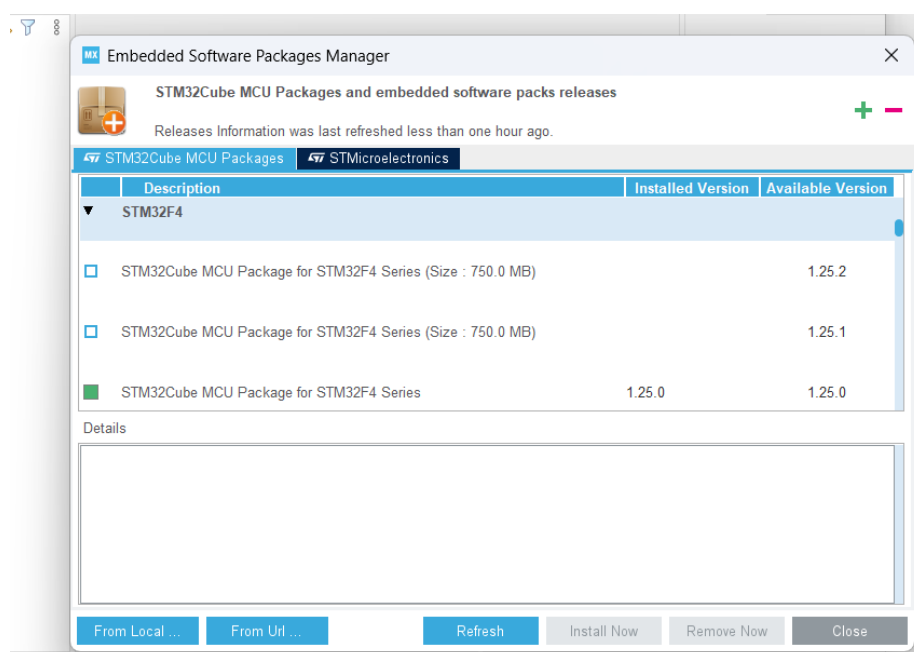 MX Embedded Software Packages Manager
STM32Cube MCU Packages and embedded software packs releases
Releases Information was last refreshed less than one hour ago.
STM32Cube MCU Packages STMicroelectronics
Description Installed Version Available Version
STM32F4
STM32Cube MCU Package for STM32F4 Series (Size : 750.0 MB) 1.25.2
STM32Cube MCU Package for STM32F4 Series (Size : 750.0 MB) 1.25.1
STM32Cube MCU Package for STM32F4 Series 1.25.0 1.25.0
Details
From Local ... From Url ... Refresh Install Now Remove Now Close